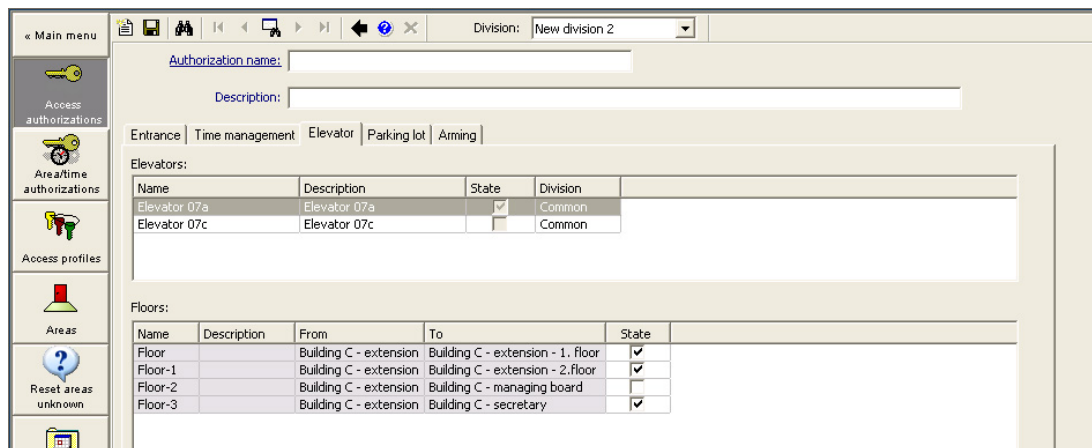 « Main menu
Division: New division 2
Authorization name:
Description:
Access
authorizations
Area/time
authorizations
Access profiles
Areas
Reset areas
unknown
Entrance Time management Elevator Parking lot Arming
Elevators:
Name Description State Division
Elevator 07a Elevator 07a Common
Elevator 07c Elevator 07c Common
Floors:
Name Description From To State
Floor Building C - extension Building C - extension - 1. floor
Floor-1 Building C - extension Building C - extension - 2.floor
Floor-2 Building C - extension Building C - managing board
Floor-3 Building C - extension Building C - secretary